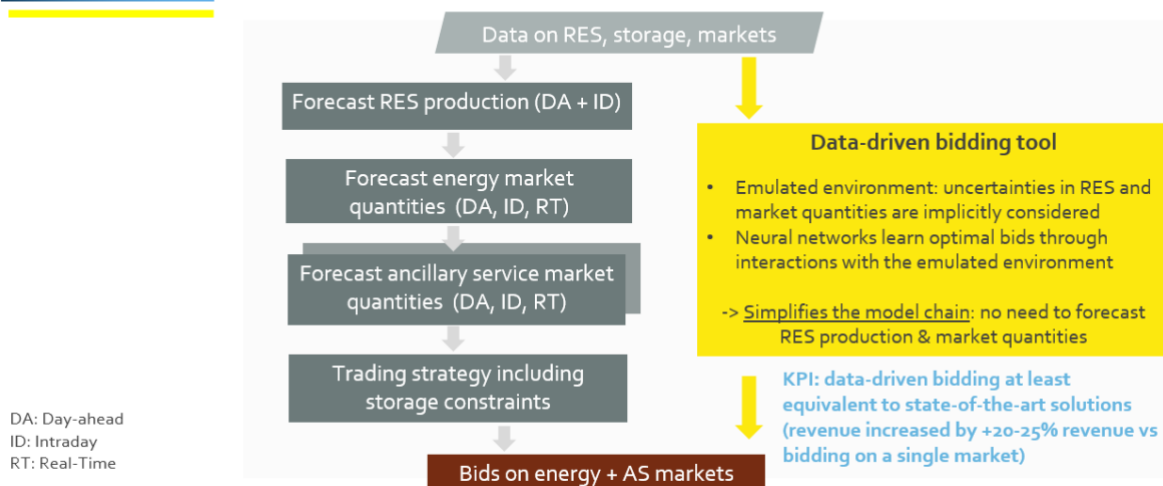 Data on RES, storage, markets
Forecast RES production (DA + ID)
Forecast energy market
quantities (DA, ID, RT)
Forecast ancillary service market
quantities (DA, ID, RT)
Trading strategy including
storage constraints
Data-driven bidding tool
• Emulated environment: uncertainties in RES and
market quantities are implicitly considered
• Neural networks learn optimal bids through
interactions with the emulated environment
-> Simplifies the model chain: no need to forecast
RES production & market quantities
KPI: data-driven bidding at least
equivalent to state-of-the-art solutions
(revenue increased by +20-25% revenue vs
bidding on a single market)
Bids on energy + AS markets
DA: Day-ahead
ID: Intraday
RT: Real-Time